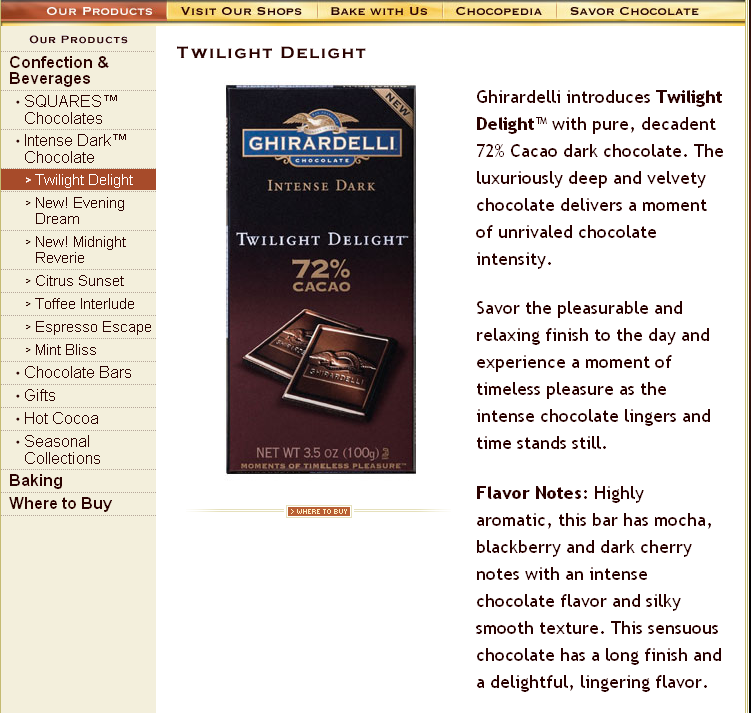 Our Products
Visit Our Shops
Bake with Us
Chocopedia
Savor Chocolate
Our Products
Confection &
Beverages
• SQUARES™
Chocolates
• Intense Dark™
Chocolate
> Twilight Delight
> New! Evening
Dream
> New! Midnight
Reverie
> Citrus Sunset
> Toffee Interlude
> Espresso Escape
> Mint Bliss
• Chocolate Bars
• Gifts
• Hot Cocoa
• Seasonal
Collections
Baking
Where to Buy
Twilight Delight
NEW
GHIRARDELLI
CHOCOLATE
Intense Dark
Twilight Delight™
72%
CACAO
GHIRARDELLI
NET WT 3.5 oz (100g)
MOMENTS OF TIMELESS PLEASURE™
> WHERE TO BUY
Ghirardelli introduces Twilight
Delight™ with pure, decadent
72% Cacao dark chocolate. The
luxuriously deep and velvety
chocolate delivers a moment
of unrivaled chocolate
intensity.
Savor the pleasurable and
relaxing finish to the day and
experience a moment of
timeless pleasure as the
intense chocolate lingers and
time stands still.
Flavor Notes: Highly
aromatic, this bar has mocha,
blackberry and dark cherry
notes with an intense
chocolate flavor and silky
smooth texture. This sensuous
chocolate has a long finish and
a delightful, lingering flavor.